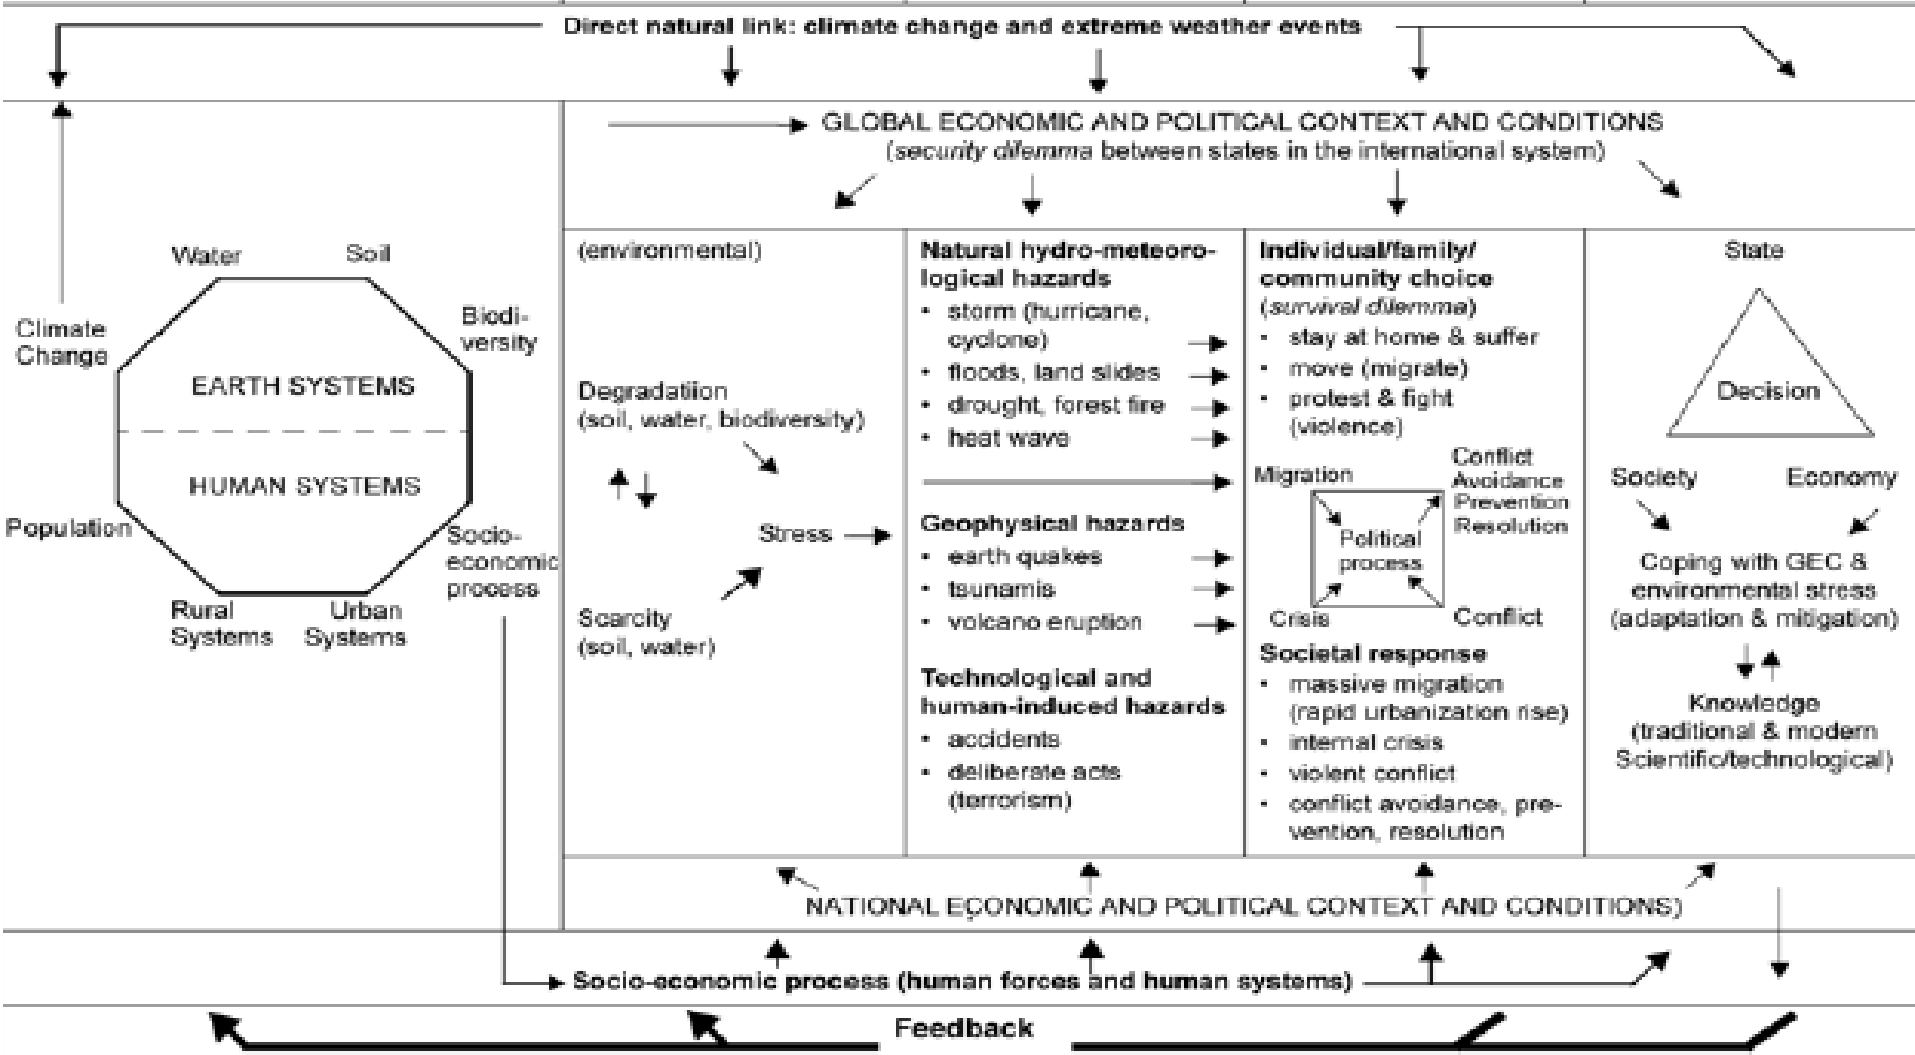 Direct natural link: climate change and extreme weather events
GLOBAL ECONOMIC AND POLITICAL CONTEXT AND CONDITIONS
(security dilemma between states in the international system)
Water
Soil
Climate
Change
Biodi-
versity
EARTH SYSTEMS
HUMAN SYSTEMS
Population
Socio-
economic
process
Rural
Systems
Urban
Systems
(environmental)
Degradatiion
(soil, water, biodiversity)
Stress
Scarcity
(soil, water)
Natural hydro-meteoro-
logical hazards
• storm (hurricane,
cyclone)
• floods, land slides
• drought, forest fire
• heat wave
Geophysical hazards
• earth quakes
• tsunamis
• volcano eruption
Technological and
human-induced hazards
• accidents
• deliberate acts
(terrorism)
Individual/family/
community choice
(survival dilemma)
• stay at home & suffer
• move (migrate)
• protest & fight
(violence)
Migration
Conflict
Avoidance
Prevention
Resolution
Political
process
Crisis
Conflict
Societal response
• massive migration
(rapid urbanization rise)
• internal crisis
• violent conflict
• conflict avoidance, pre-
vention, resolution
State
Decision
Society
Economy
Coping with GEC &
environmental stress
(adaptation & mitigation)
Knowledge
(traditional & modern
Scientific/technological)
NATIONAL ECONOMIC AND POLITICAL CONTEXT AND CONDITIONS)
Socio-economic process (human forces and human systems)
Feedback